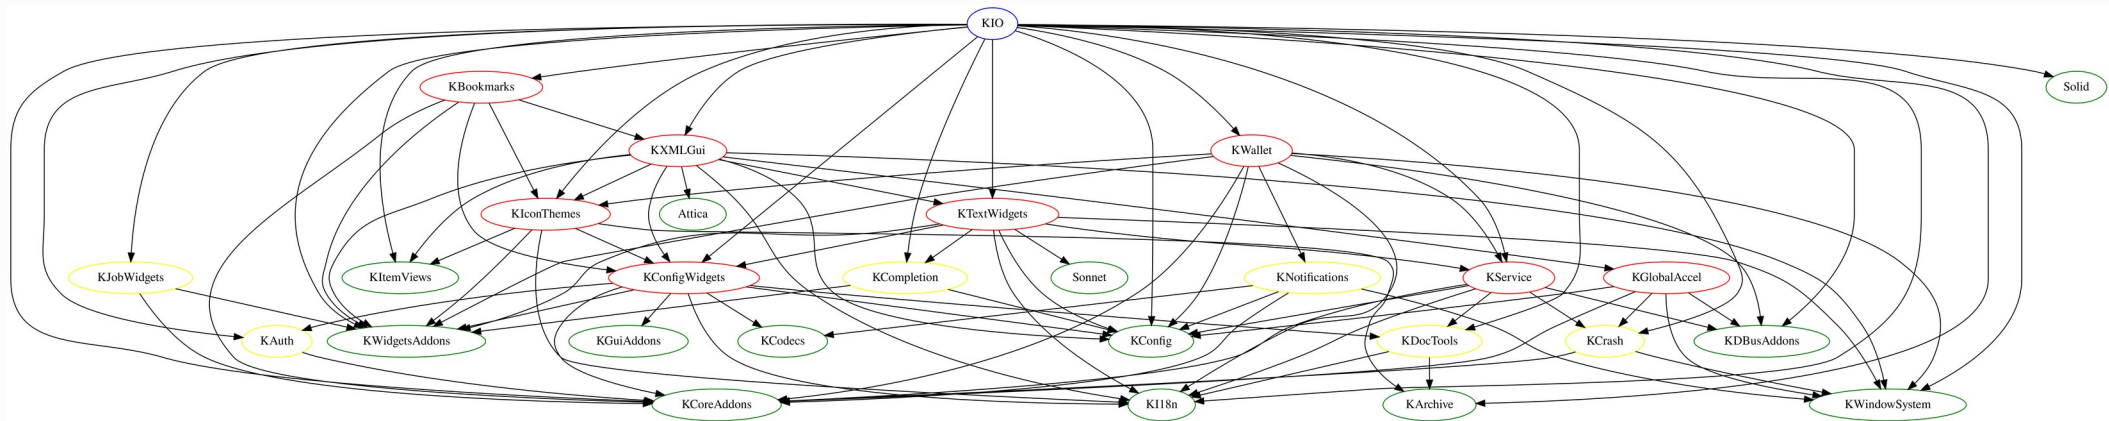 KIO
Solid
KBookmarks
KXMLGui
KWallet
KIconThemes
Attica
KTextWidgets
KJobWidgets
KItemViews
KConfigWidgets
KCompletion
Sonnet
KNotifications
KService
KGlobalAccel
KAuth
KWidgetsAddons
KGuiAddons
KCodecs
KConfig
KDocTools
KCrash
KDBusAddons
KCoreAddons
KI18n
KArchive
KWindowSystem